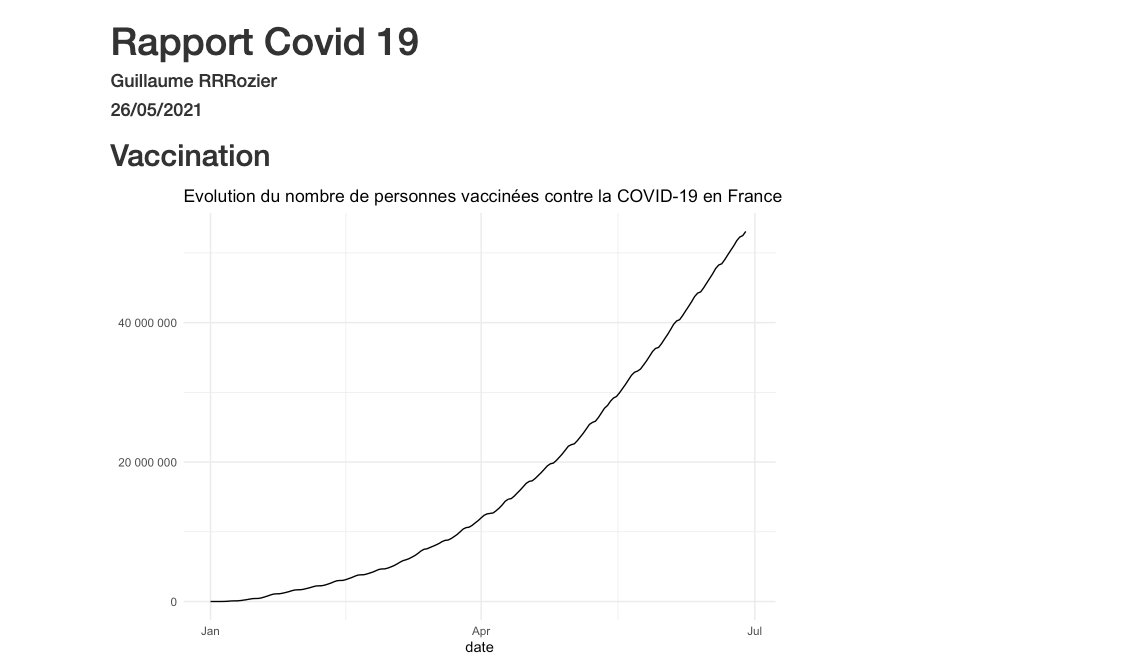 Rapport Covid 19
Guillaume RRRozier
26/05/2021
Vaccination
Evolution du nombre de personnes vaccinées contre la COVID-19 en France
40 000 000
20 000 000
0
Jan Apr Jul
date